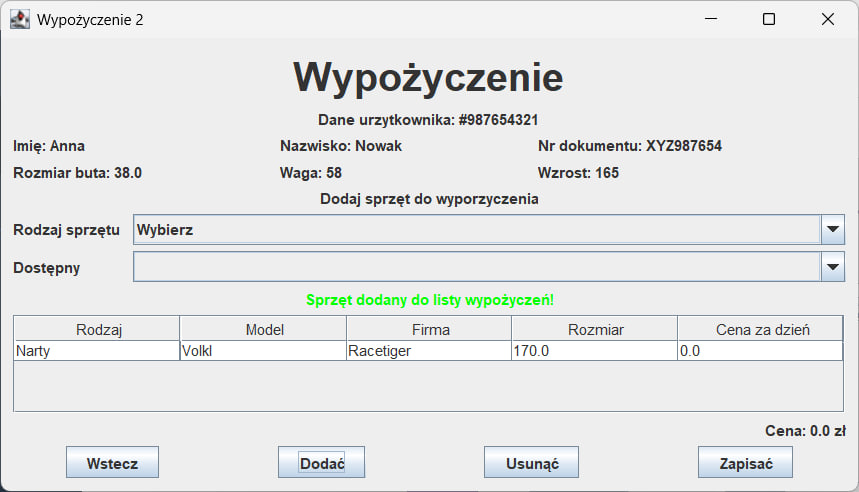 Wypożyczenie 2
Wypożyczenie
Dane urzytkownika: #987654321
Imię: Anna Nazwisko: Nowak Nr dokumentu: XYZ987654
Rozmiar buta: 38.0 Waga: 58 Wzrost: 165
Dodaj sprzęt do wyporzyczenia
Rodzaj sprzętu Wybierz
Dostępny
Sprzęt dodany do listy wypożyczeń!
Rodzaj Model Firma Rozmiar Cena za dzień
Narty Volkl Racetiger 170.0 0.0
Cena: 0.0 zł
Wstecz Dodać Usunąć Zapisać